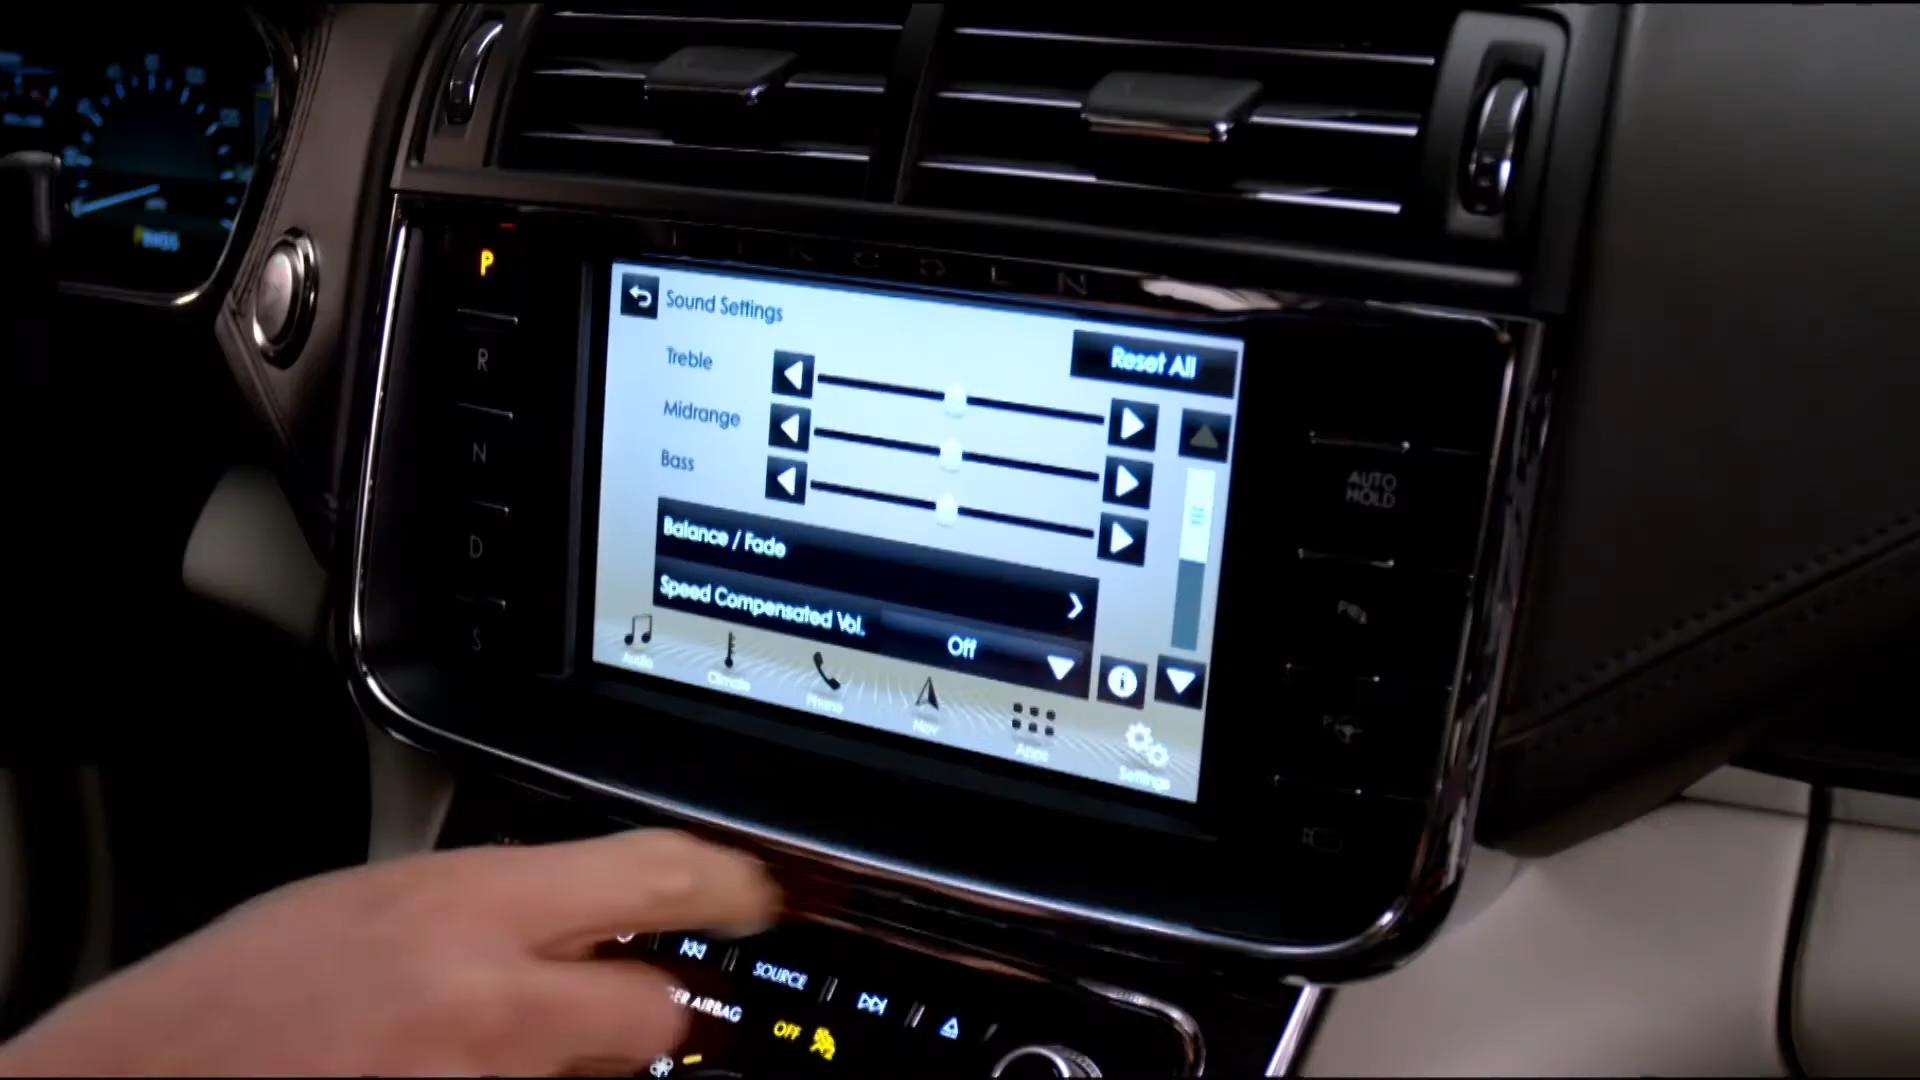 LINCOLN
P
R
N
D
S
Sound Settings
Reset All
Treble
Midrange
Bass
Balance / Fade
Speed Compensated Vol.
Off
Audio
Climate
Phone
Nav
Apps
Settings
AUTO
HOLD
SOURCE
AIRBAG
OFF